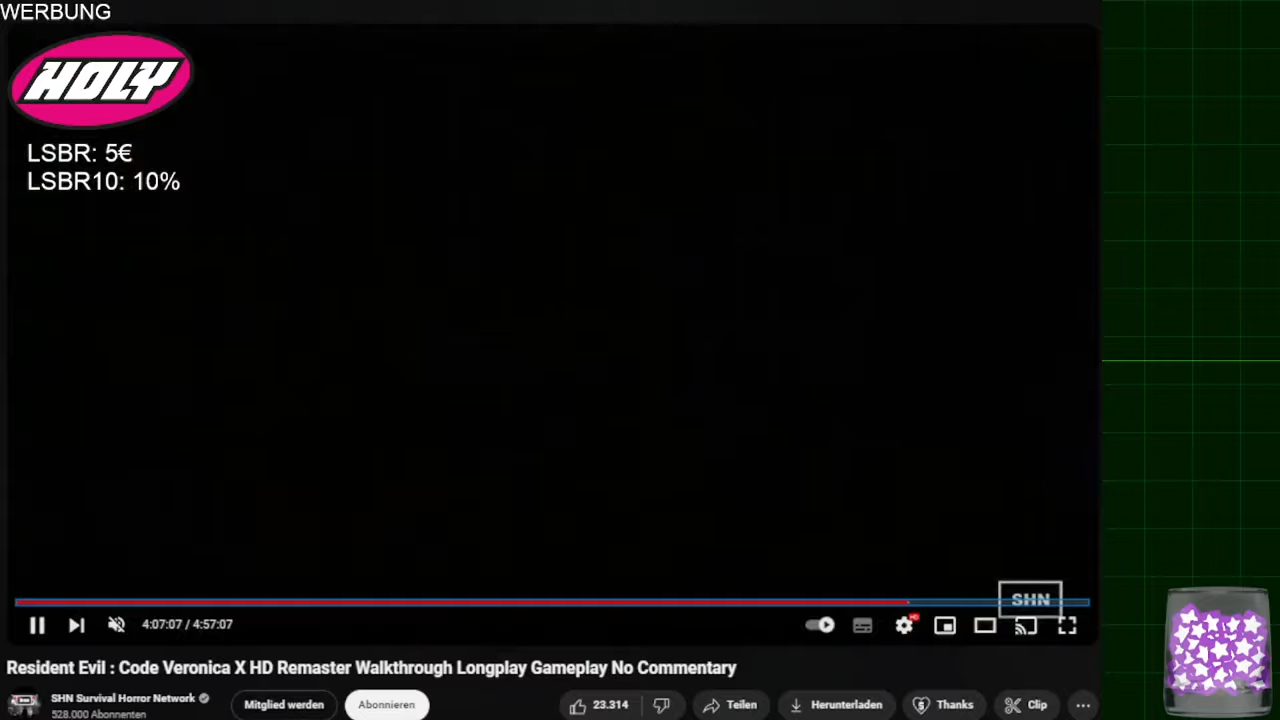 WERBUNG
HOLY
LSBR: 5€
LSBR10: 10%
SHN
4:07:07 / 4:57:07
HD
Resident Evil : Code Veronica X HD Remaster Walkthrough Longplay Gameplay No Commentary
SHN Survival Horror Network
528.000 Abonnenten
Mitglied werden
Abonnieren
23.314
Teilen
Herunterladen
Thanks
Clip